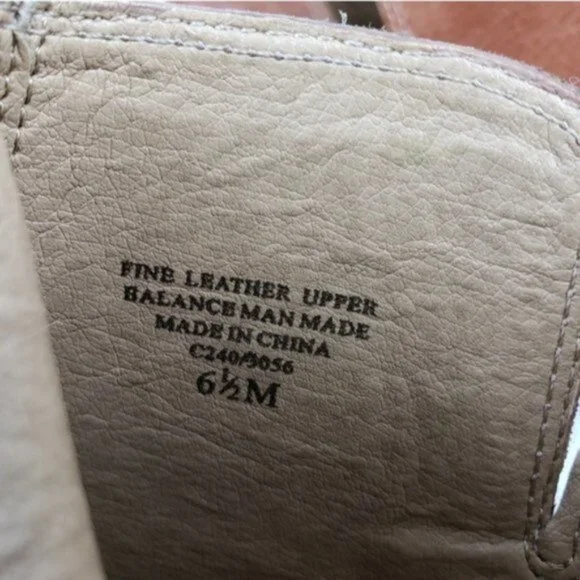 FINE LEATHER UPPER
BALANCE MAN MADE
MADE IN CHINA
C240/9056
6½M